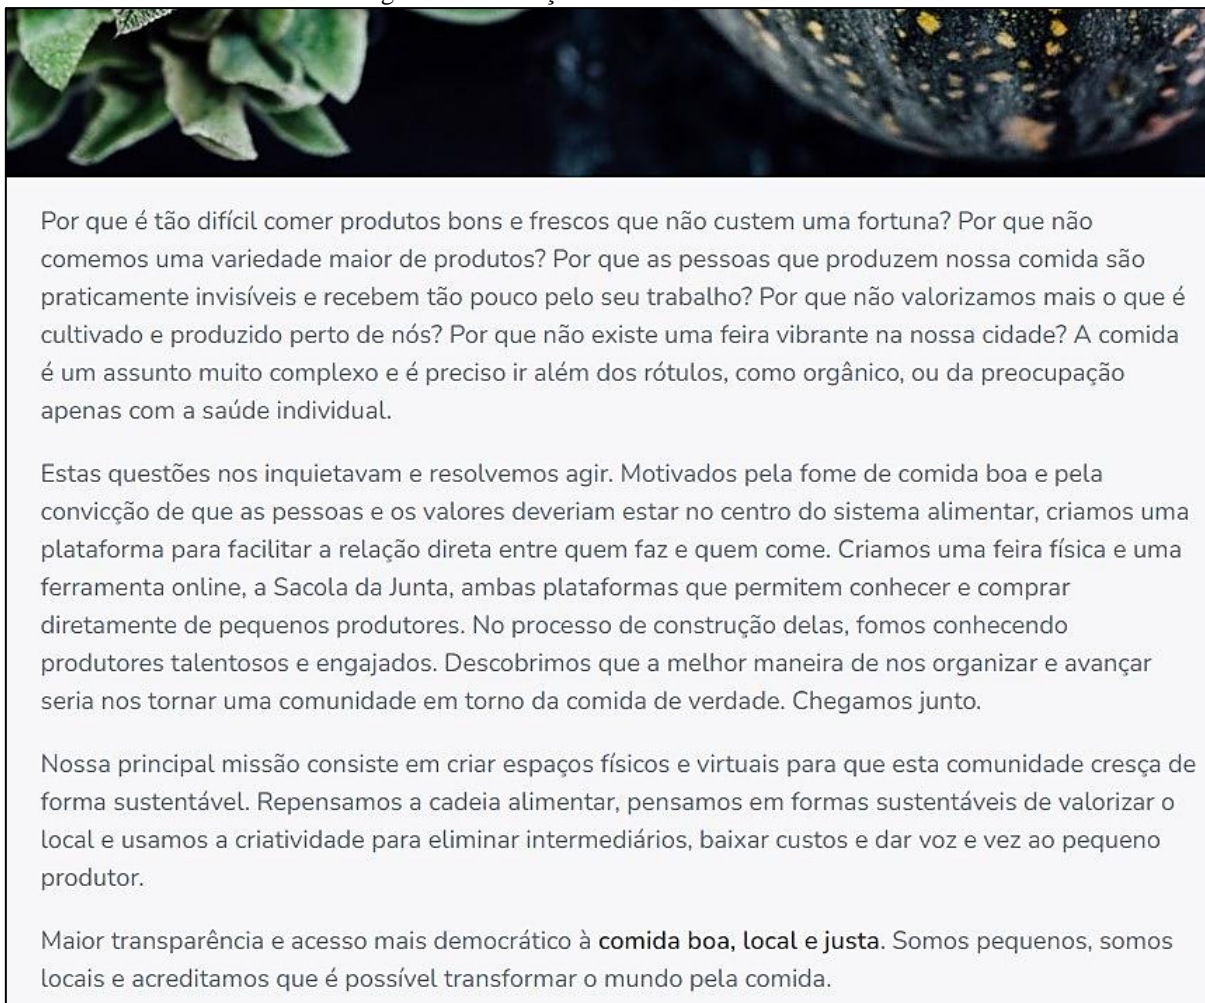 Por que é tão difícil comer produtos bons e frescos que não custem uma fortuna? Por que não
comemos uma variedade maior de produtos? Por que as pessoas que produzem nossa comida são
praticamente invisíveis e recebem tão pouco pelo seu trabalho? Por que não valorizamos mais o que é
cultivado e produzido perto de nós? Por que não existe uma feira vibrante na nossa cidade? A comida
é um assunto muito complexo e é preciso ir além dos rótulos, como orgânico, ou da preocupação
apenas com a saúde individual.
Estas questões nos inquietavam e resolvemos agir. Motivados pela fome de comida boa e pela
convicção de que as pessoas e os valores deveriam estar no centro do sistema alimentar, criamos uma
plataforma para facilitar a relação direta entre quem faz e quem come. Criamos uma feira física e uma
ferramenta online, a Sacola da Junta, ambas plataformas que permitem conhecer e comprar
diretamente de pequenos produtores. No processo de construção delas, fomos conhecendo
produtores talentosos e engajados. Descobrimos que a melhor maneira de nos organizar e avançar
seria nos tornar uma comunidade em torno da comida de verdade. Chegamos junto.
Nossa principal missão consiste em criar espaços físicos e virtuais para que esta comunidade cresça de
forma sustentável. Repensamos a cadeia alimentar, pensamos em formas sustentáveis de valorizar o
local e usamos a criatividade para eliminar intermediários, baixar custos e dar voz e vez ao pequeno
produtor.
Maior transparência e acesso mais democrático à comida boa, local e justa. Somos pequenos, somos
locais e acreditamos que é possível transformar o mundo pela comida.